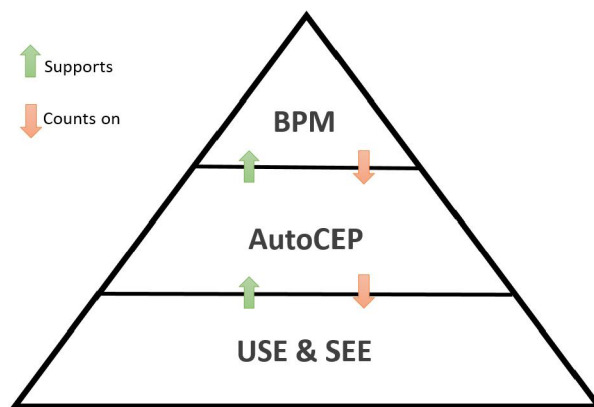 Supports
Counts on
BPM
AutoCEP
USE & SEE